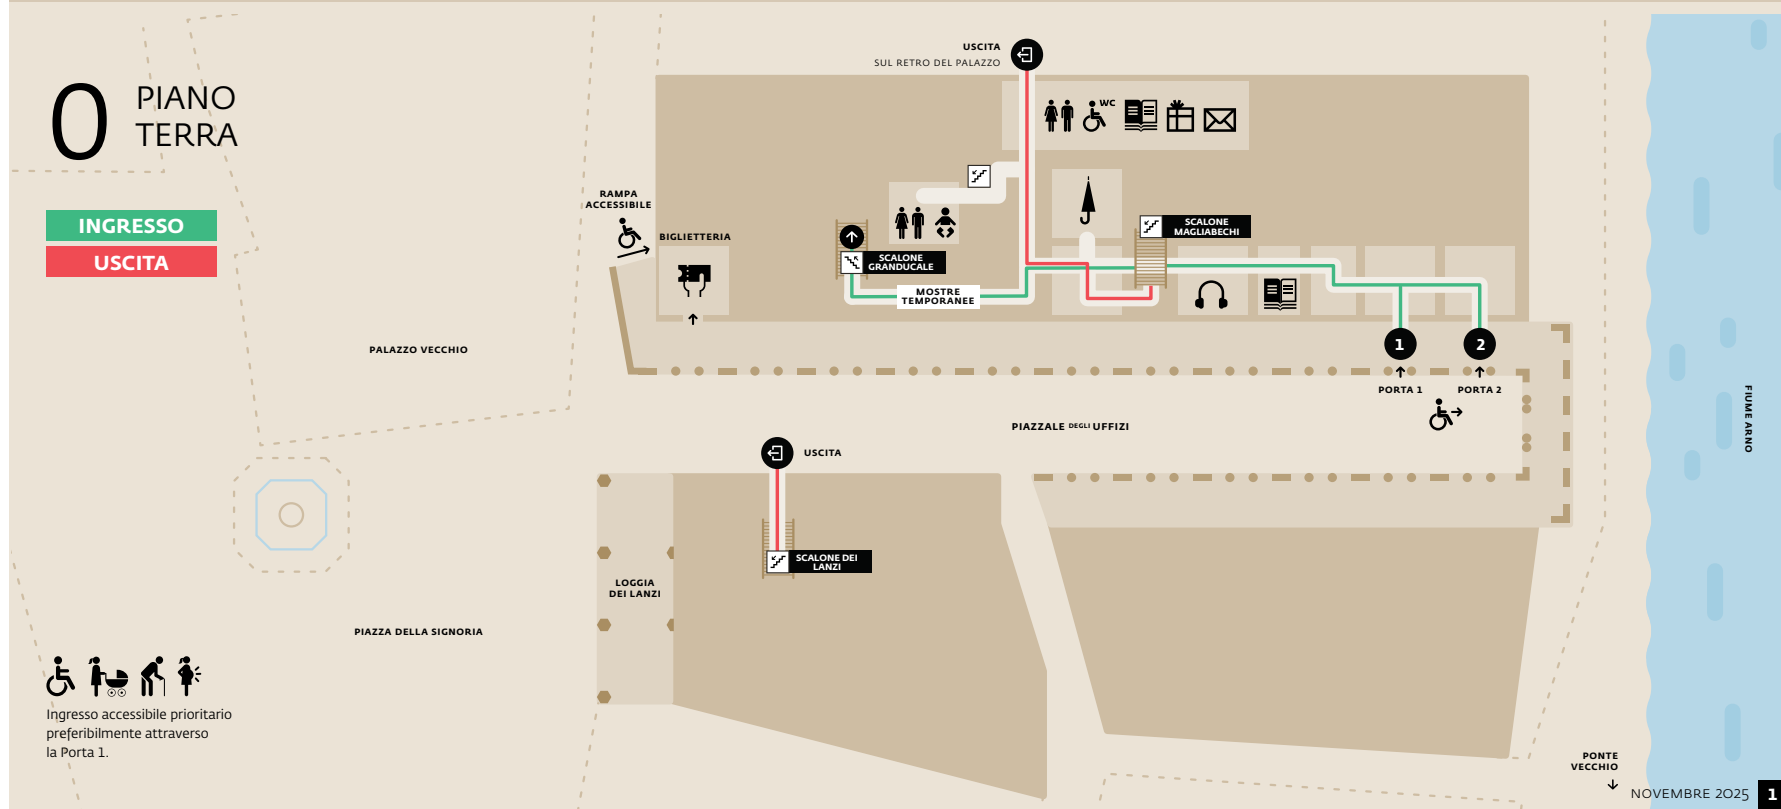 USCITA
SUL RETRO DEL PALAZZO
0
PIANO
TERRA
WC
INGRESSO
USCITA
RAMPA
ACCESSIBILE
BIGLIETTERIA
SCALONE
MAGLIABECHI
SCALONE
GRANDUCALE
MOSTRE
TEMPORANEE
PALAZZO VECCHIO
1
2
PORTA 1
PORTA 2
PIAZZALE DEGLI UFFIZI
FIUME ARNO
USCITA
SCALONE DEI
LANZI
LOGGIA
DEI LANZI
PIAZZA DELLA SIGNORIA
Ingresso accessibile prioritario
preferibilmente attraverso
la Porta 1.
PONTE
VECCHIO
NOVEMBRE 2025
1